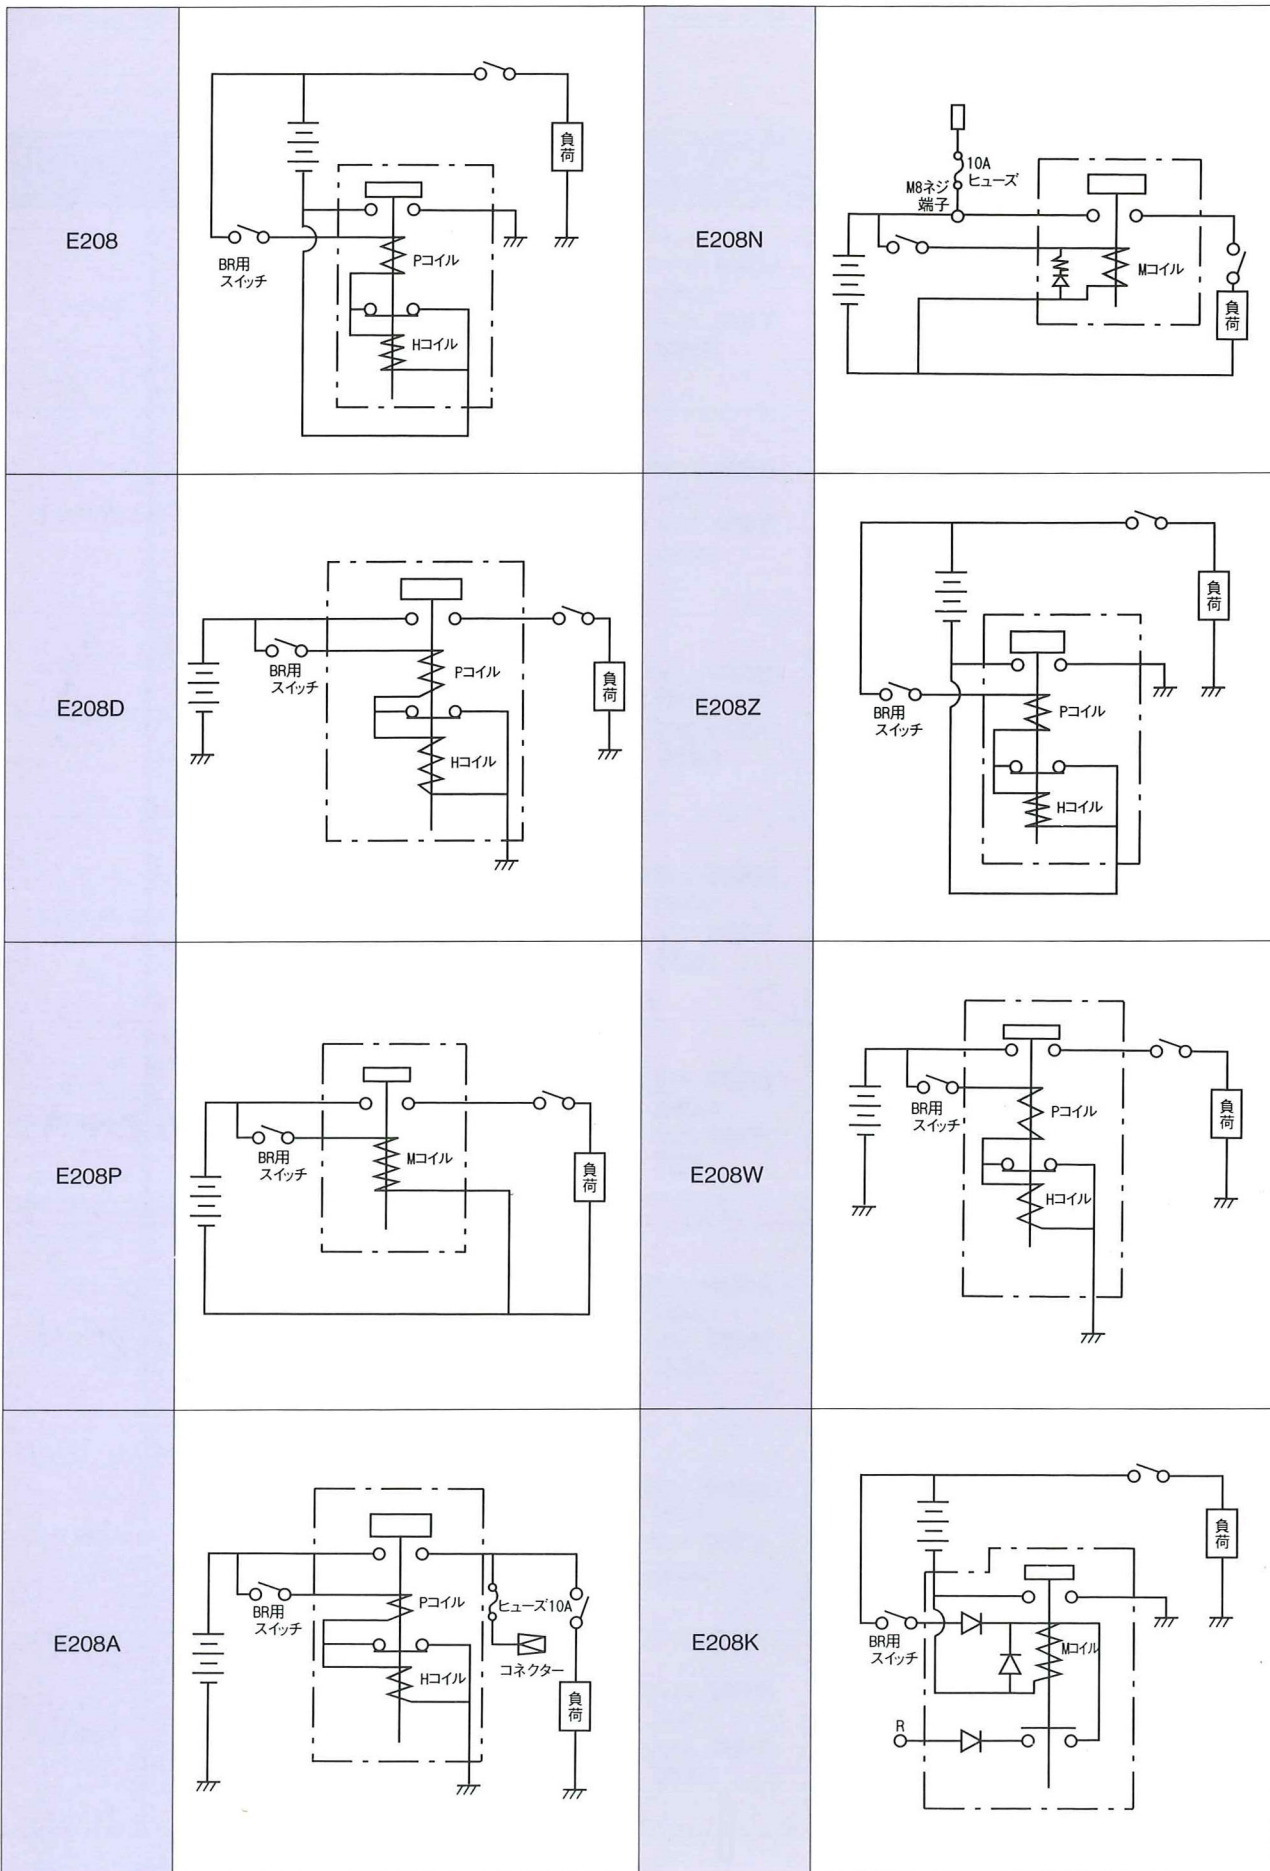 E208
負
荷
BR用
スイッチ
Pコイル
Hコイル
E208N
10A
ヒューズ
M8ネジ
端子
Mコイル
負
荷
E208D
BR用
スイッチ
Pコイル
Hコイル
負
荷
E208Z
負
荷
BR用
スイッチ
Pコイル
Hコイル
E208P
BR用
スイッチ
Mコイル
負
荷
E208W
BR用
スイッチ
Pコイル
Hコイル
負
荷
E208A
BR用
スイッチ
Pコイル
Hコイル
ヒューズ10A
コネクター
負
荷
E208K
負
荷
BR用
スイッチ
Mコイル
R